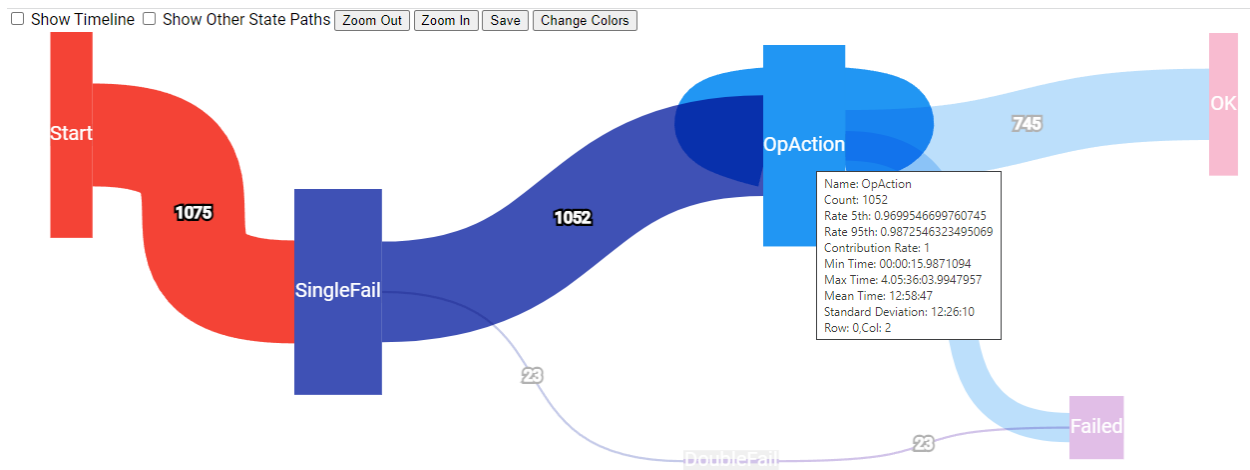 Show Timeline Show Other State Paths Zoom Out Zoom In Save Change Colors
Start
1075
SingleFail
1052
OpAction
745
OK
Name: OpAction
Count: 1052
Rate 5th: 0.9699546699760745
Rate 95th: 0.9872546323495069
Contribution Rate: 1
Min Time: 00:00:15.9871094
Max Time: 4.05:36:03.9947957
Mean Time: 12:58:47
Standard Deviation: 12:26:10
Row: 0,Col: 2
23
DoubleFail
23
Failed